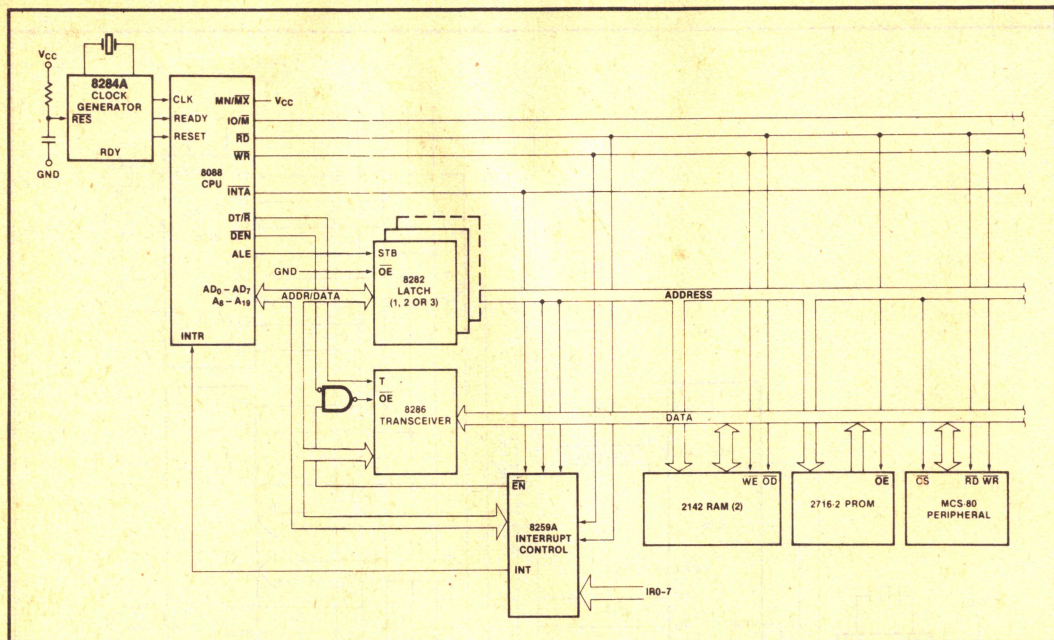 VCC
RES
GND
8284A
CLOCK
GENERATOR
RDY
CLK
READY
RESET
8088
CPU
MN/MX
VCC
IO/M
RD
WR
INTA
DT/R
DEN
ALE
AD0 – AD7
A8 – A19
INTR
GND
ADDR/DATA
STB
OE
8282
LATCH
(1, 2 OR 3)
ADDRESS
T
OE
8286
TRANSCEIVER
DATA
EN
8259A
INTERRUPT
CONTROL
INT
IR0-7
WE OD
2142 RAM (2)
OE
2716-2 PROM
CS
RD WR
MCS-80
PERIPHERAL